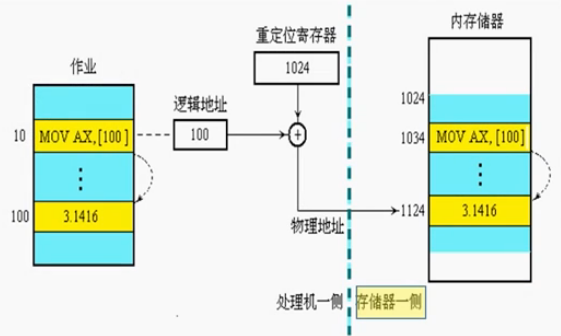 重定位寄存器
内存储器
作业
1024
逻辑地址
1024
10
MOV AX,[100]
100
+
1034
MOV AX,[100]
100
3.1416
物理地址
1124
3.1416
处理机一侧
存储器一侧